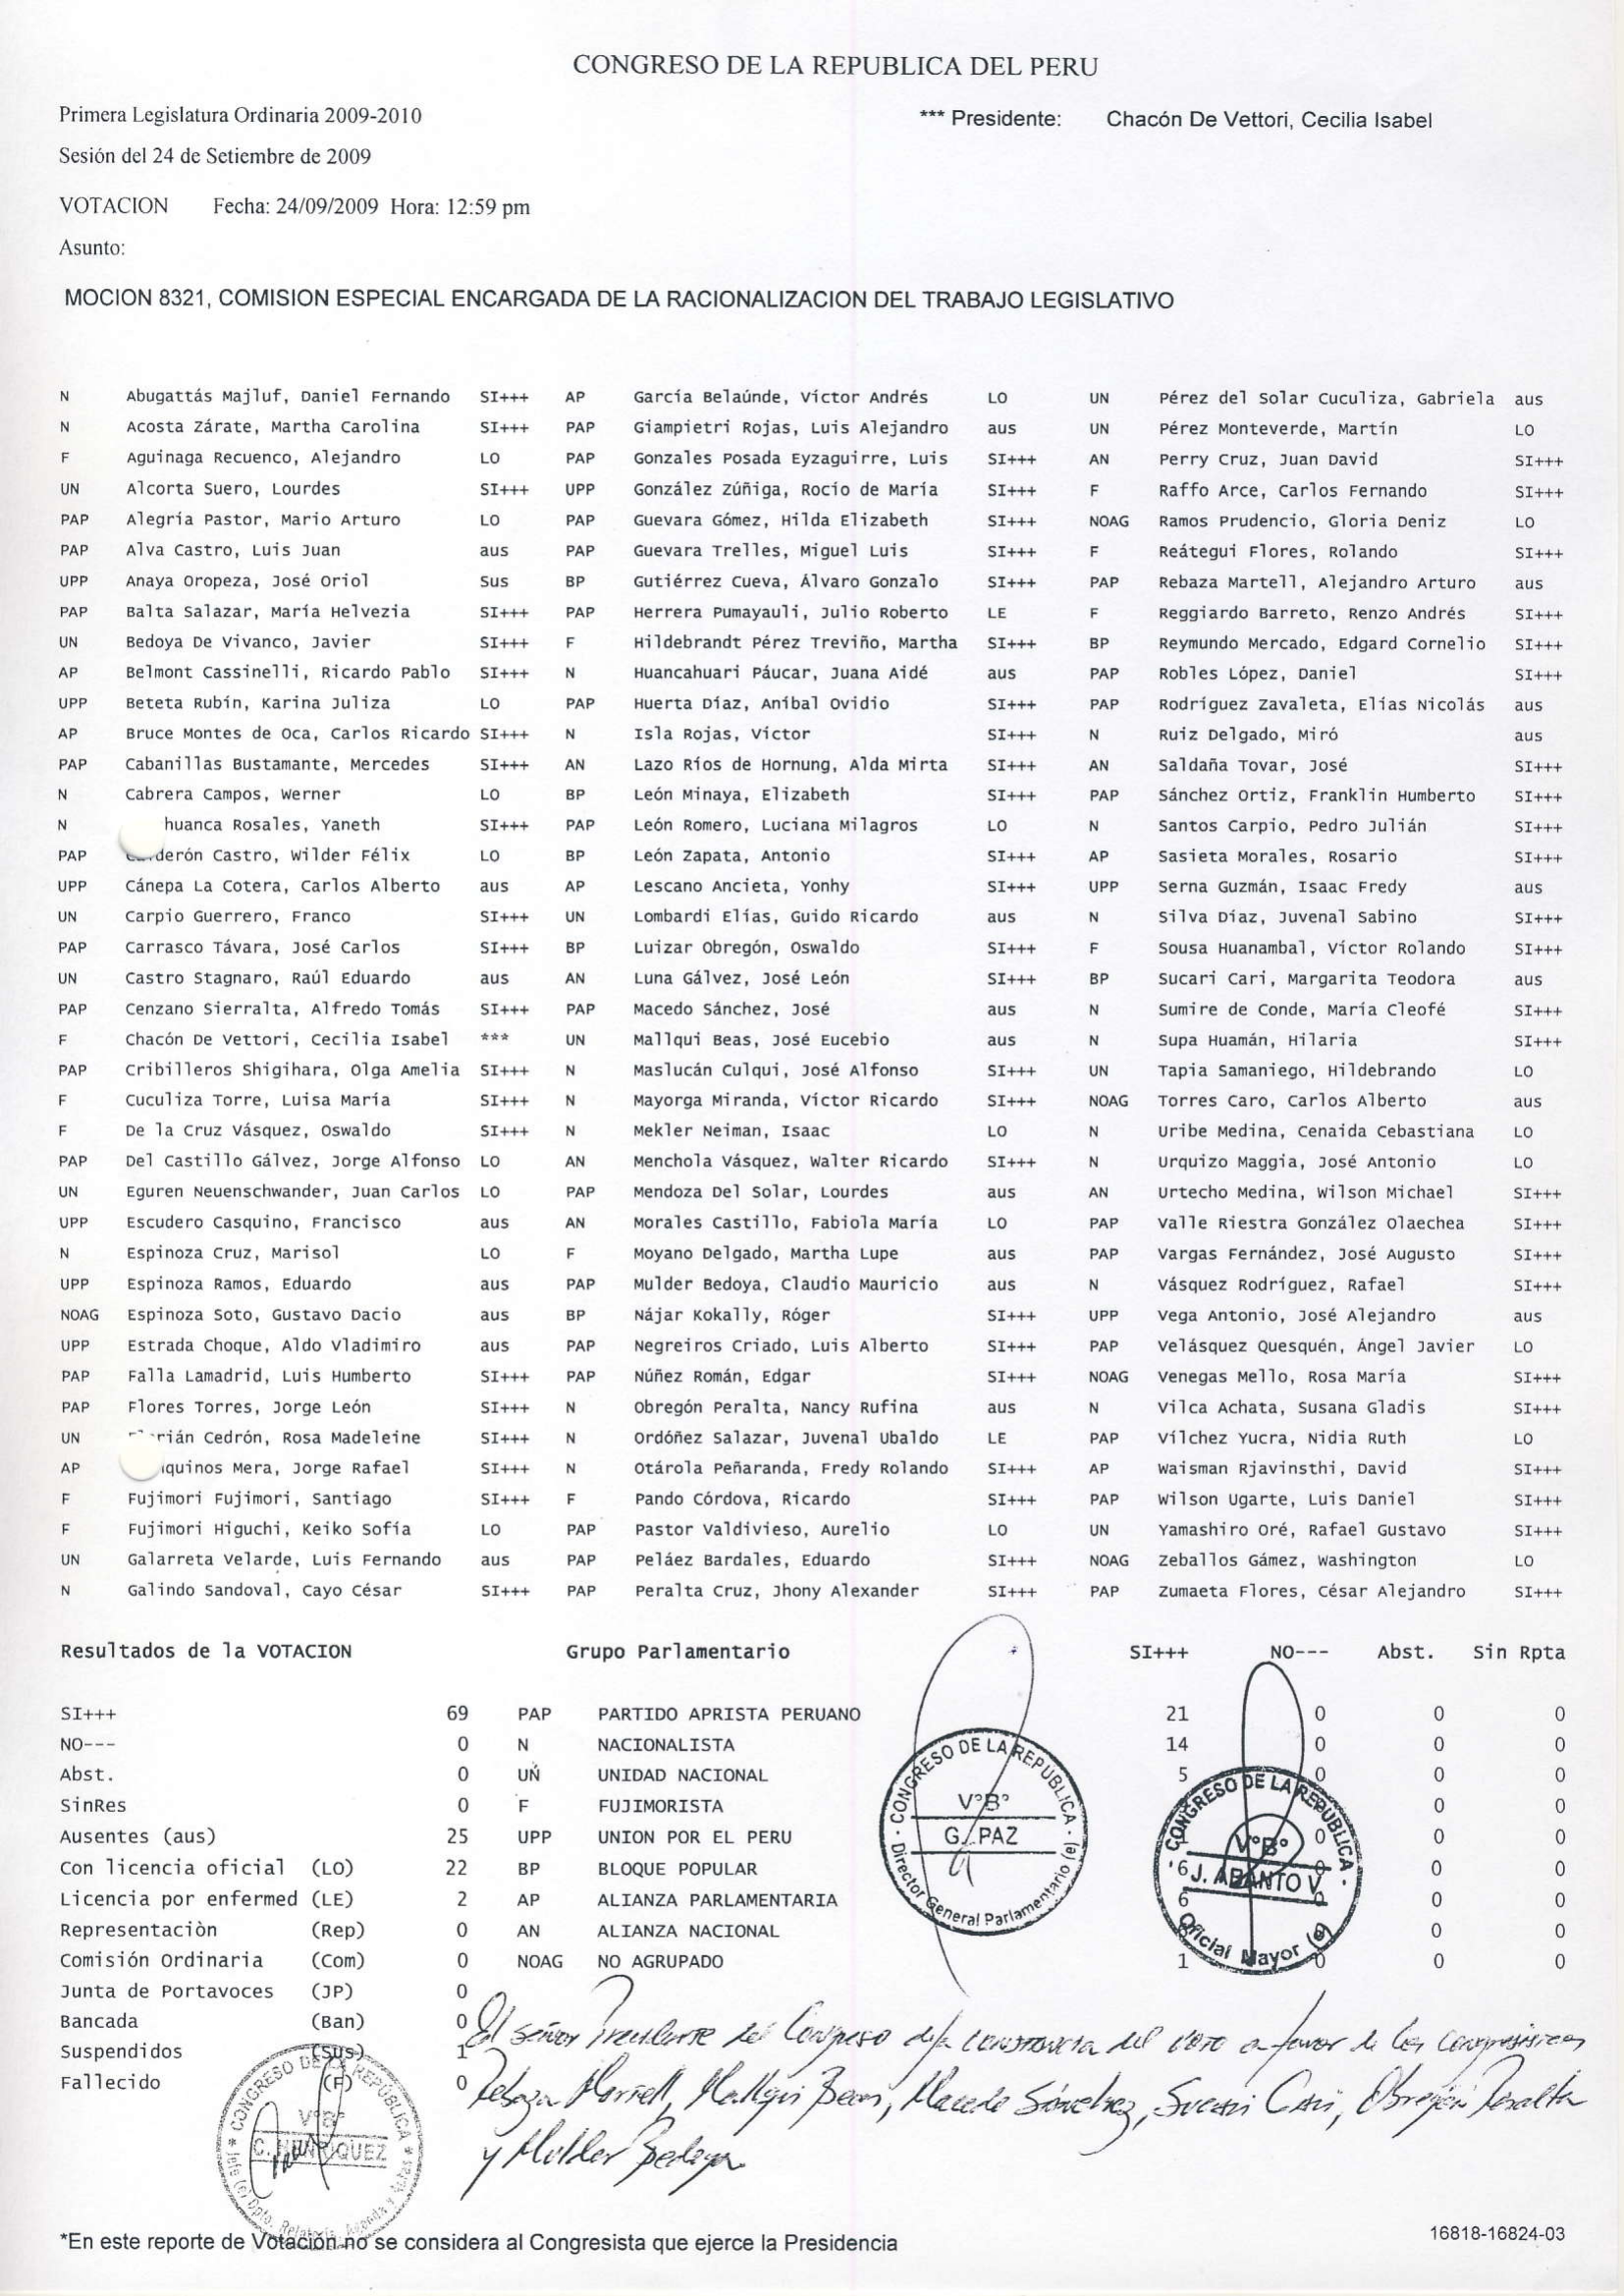 CONGRESO DE LA REPUBLICA DEL PERU
Primera Legislatura Ordinaria 2009-2010 *** Presidente: Chacón De Vettori, Cecilia Isabel
Sesión del 24 de Setiembre de 2009
VOTACION Fecha: 24/09/2009 Hora: 12:59 pm
Asunto:
MOCION 8321, COMISION ESPECIAL ENCARGADA DE LA RACIONALIZACION DEL TRABAJO LEGISLATIVO
N Abugattás Majluf, Daniel Fernando SI+++ AP García Belaúnde, Víctor Andrés LO UN Pérez del Solar Cuculiza, Gabriela aus
N Acosta Zárate, Martha Carolina SI+++ PAP Giampietri Rojas, Luis Alejandro aus UN Pérez Monteverde, Martín LO
F Aguinaga Recuenco, Alejandro LO PAP Gonzales Posada Eyzaguirre, Luis SI+++ AN Perry Cruz, Juan David SI+++
UN Alcorta Suero, Lourdes SI+++ UPP González Zúñiga, Rocío de María SI+++ F Raffo Arce, Carlos Fernando SI+++
PAP Alegría Pastor, Mario Arturo LO PAP Guevara Gómez, Hilda Elizabeth SI+++ NOAG Ramos Prudencio, Gloria Deniz LO
PAP Alva Castro, Luis Juan aus PAP Guevara Trelles, Miguel Luis SI+++ F Reátegui Flores, Rolando SI+++
UPP Anaya Oropeza, José Oriol Sus BP Gutiérrez Cueva, Álvaro Gonzalo SI+++ PAP Rebaza Martell, Alejandro Arturo aus
PAP Balta Salazar, María Helvezia SI+++ PAP Herrera Pumayauli, Julio Roberto LE F Reggiardo Barreto, Renzo Andrés SI+++
UN Bedoya De Vivanco, Javier SI+++ F Hildebrandt Pérez Treviño, Martha SI+++ BP Reymundo Mercado, Edgard Cornelio SI+++
AP Belmont Cassinelli, Ricardo Pablo SI+++ N Huancahuari Páucar, Juana Aidé aus PAP Robles López, Daniel SI+++
UPP Beteta Rubín, Karina Juliza LO PAP Huerta Díaz, Aníbal Ovidio SI+++ PAP Rodríguez Zavaleta, Elías Nicolás aus
AP Bruce Montes de Oca, Carlos Ricardo SI+++ N Isla Rojas, Víctor SI+++ N Ruiz Delgado, Miró aus
PAP Cabanillas Bustamante, Mercedes SI+++ AN Lazo Ríos de Hornung, Alda Mirta SI+++ AN Saldaña Tovar, José SI+++
N Cabrera Campos, Werner LO BP León Minaya, Elizabeth SI+++ PAP Sánchez Ortiz, Franklin Humberto SI+++
N huanca Rosales, Yaneth SI+++ PAP León Romero, Luciana Milagros LO N Santos Carpio, Pedro Julián SI+++
PAP Calderón Castro, Wilder Félix LO BP León Zapata, Antonio SI+++ AP Sasieta Morales, Rosario SI+++
UPP Cánepa La Cotera, Carlos Alberto aus AP Lescano Ancieta, Yonhy SI+++ UPP Serna Guzmán, Isaac Fredy aus
UN Carpio Guerrero, Franco SI+++ UN Lombardi Elías, Guido Ricardo aus N Silva Díaz, Juvenal Sabino SI+++
PAP Carrasco Távara, José Carlos SI+++ BP Luizar Obregón, Oswaldo SI+++ F Sousa Huanambal, Víctor Rolando SI+++
UN Castro Stagnaro, Raúl Eduardo aus AN Luna Gálvez, José León SI+++ BP Sucari Cari, Margarita Teodora aus
PAP Cenzano Sierralta, Alfredo Tomás SI+++ PAP Macedo Sánchez, José aus N Sumire de Conde, María Cleofé SI+++
F Chacón De Vettori, Cecilia Isabel *** UN Mallqui Beas, José Eucebio aus N Supa Huamán, Hilaria SI+++
PAP Cribilleros Shigihara, Olga Amelia SI+++ N Maslucán Culqui, José Alfonso SI+++ UN Tapia Samaniego, Hildebrando LO
F Cuculiza Torre, Luisa María SI+++ N Mayorga Miranda, Víctor Ricardo SI+++ NOAG Torres Caro, Carlos Alberto aus
F De la Cruz Vásquez, Oswaldo SI+++ N Mekler Neiman, Isaac LO N Uribe Medina, Cenaida Cebastiana LO
PAP Del Castillo Gálvez, Jorge Alfonso LO AN Menchola Vásquez, Walter Ricardo SI+++ N Urquizo Maggia, José Antonio LO
UN Eguren Neuenschwander, Juan Carlos LO PAP Mendoza Del Solar, Lourdes aus AN Urtecho Medina, Wilson Michael SI+++
UPP Escudero Casquino, Francisco aus AN Morales Castillo, Fabiola María LO PAP Valle Riestra González Olaechea SI+++
N Espinoza Cruz, Marisol LO F Moyano Delgado, Martha Lupe aus PAP Vargas Fernández, José Augusto SI+++
UPP Espinoza Ramos, Eduardo aus PAP Mulder Bedoya, Claudio Mauricio aus N Vásquez Rodríguez, Rafael SI+++
NOAG Espinoza Soto, Gustavo Dacio aus BP Nájar Kokally, Róger SI+++ UPP Vega Antonio, José Alejandro aus
UPP Estrada Choque, Aldo Vladimiro aus PAP Negreiros Criado, Luis Alberto SI+++ PAP Velásquez Quesquén, Ángel Javier LO
PAP Falla Lamadrid, Luis Humberto SI+++ PAP Núñez Román, Edgar SI+++ NOAG Venegas Mello, Rosa María SI+++
PAP Flores Torres, Jorge León SI+++ N Obregón Peralta, Nancy Rufina aus N Vilca Achata, Susana Gladis SI+++
UN Florián Cedrón, Rosa Madeleine SI+++ N Ordóñez Salazar, Juvenal Ubaldo LE PAP Vílchez Yucra, Nidia Ruth LO
AP quinos Mera, Jorge Rafael SI+++ N Otárola Peñaranda, Fredy Rolando SI+++ AP Waisman Rjavinsthi, David SI+++
F Fujimori Fujimori, Santiago SI+++ F Pando Córdova, Ricardo SI+++ PAP Wilson Ugarte, Luis Daniel SI+++
F Fujimori Higuchi, Keiko Sofía LO PAP Pastor Valdivieso, Aurelio LO UN Yamashiro Oré, Rafael Gustavo SI+++
UN Galarreta Velarde, Luis Fernando aus PAP Peláez Bardales, Eduardo SI+++ NOAG Zeballos Gámez, Washington LO
N Galindo Sandoval, Cayo César SI+++ PAP Peralta Cruz, Jhony Alexander SI+++ PAP Zumaeta Flores, César Alejandro SI+++
Resultados de la VOTACION Grupo Parlamentario SI+++ NO--- Abst. Sin Rpta
SI+++ 69 PAP PARTIDO APRISTA PERUANO 21 0 0 0
NO--- 0 N NACIONALISTA 14 0 0 0
Abst. 0 UN UNIDAD NACIONAL 5 0 0 0
SinRes 0 F FUJIMORISTA 0 0
Ausentes (aus) 25 UPP UNION POR EL PERU 1 0 0 0
Con licencia oficial (LO) 22 BP BLOQUE POPULAR 6 0 0 0
Licencia por enfermed (LE) 2 AP ALIANZA PARLAMENTARIA 6 0 0 0
Representaciòn (Rep) 0 AN ALIANZA NACIONAL 0 0 0
Comisión Ordinaria (Com) 0 NOAG NO AGRUPADO 1 0 0 0
Junta de Portavoces (JP) 0
Bancada (Ban) 0
Suspendidos (Sus) 1
Fallecido (F) 0
CONGRESO DE LA REPUBLICA
V°B°
G. PAZ
Director General Parlamentario (e)
CONGRESO DE LA REPUBLICA
V°B°
J. ABANTO V.
Oficial Mayor (e)
El señor Presidente del Congreso deja constancia del voto a favor de los congresistas
Rebaza Martell, Mallqui Beas, Macedo Sánchez, Sucari Cari, Obregón Peralta
y Mulder Bedoya
CONGRESO DE LA REPÚBLICA
V°B°
C. HENRIQUEZ
Jefe (e) Dpto. Relatoría, Agenda y Actas
*En este reporte de Votación no se considera al Congresista que ejerce la Presidencia
16818-16824-03